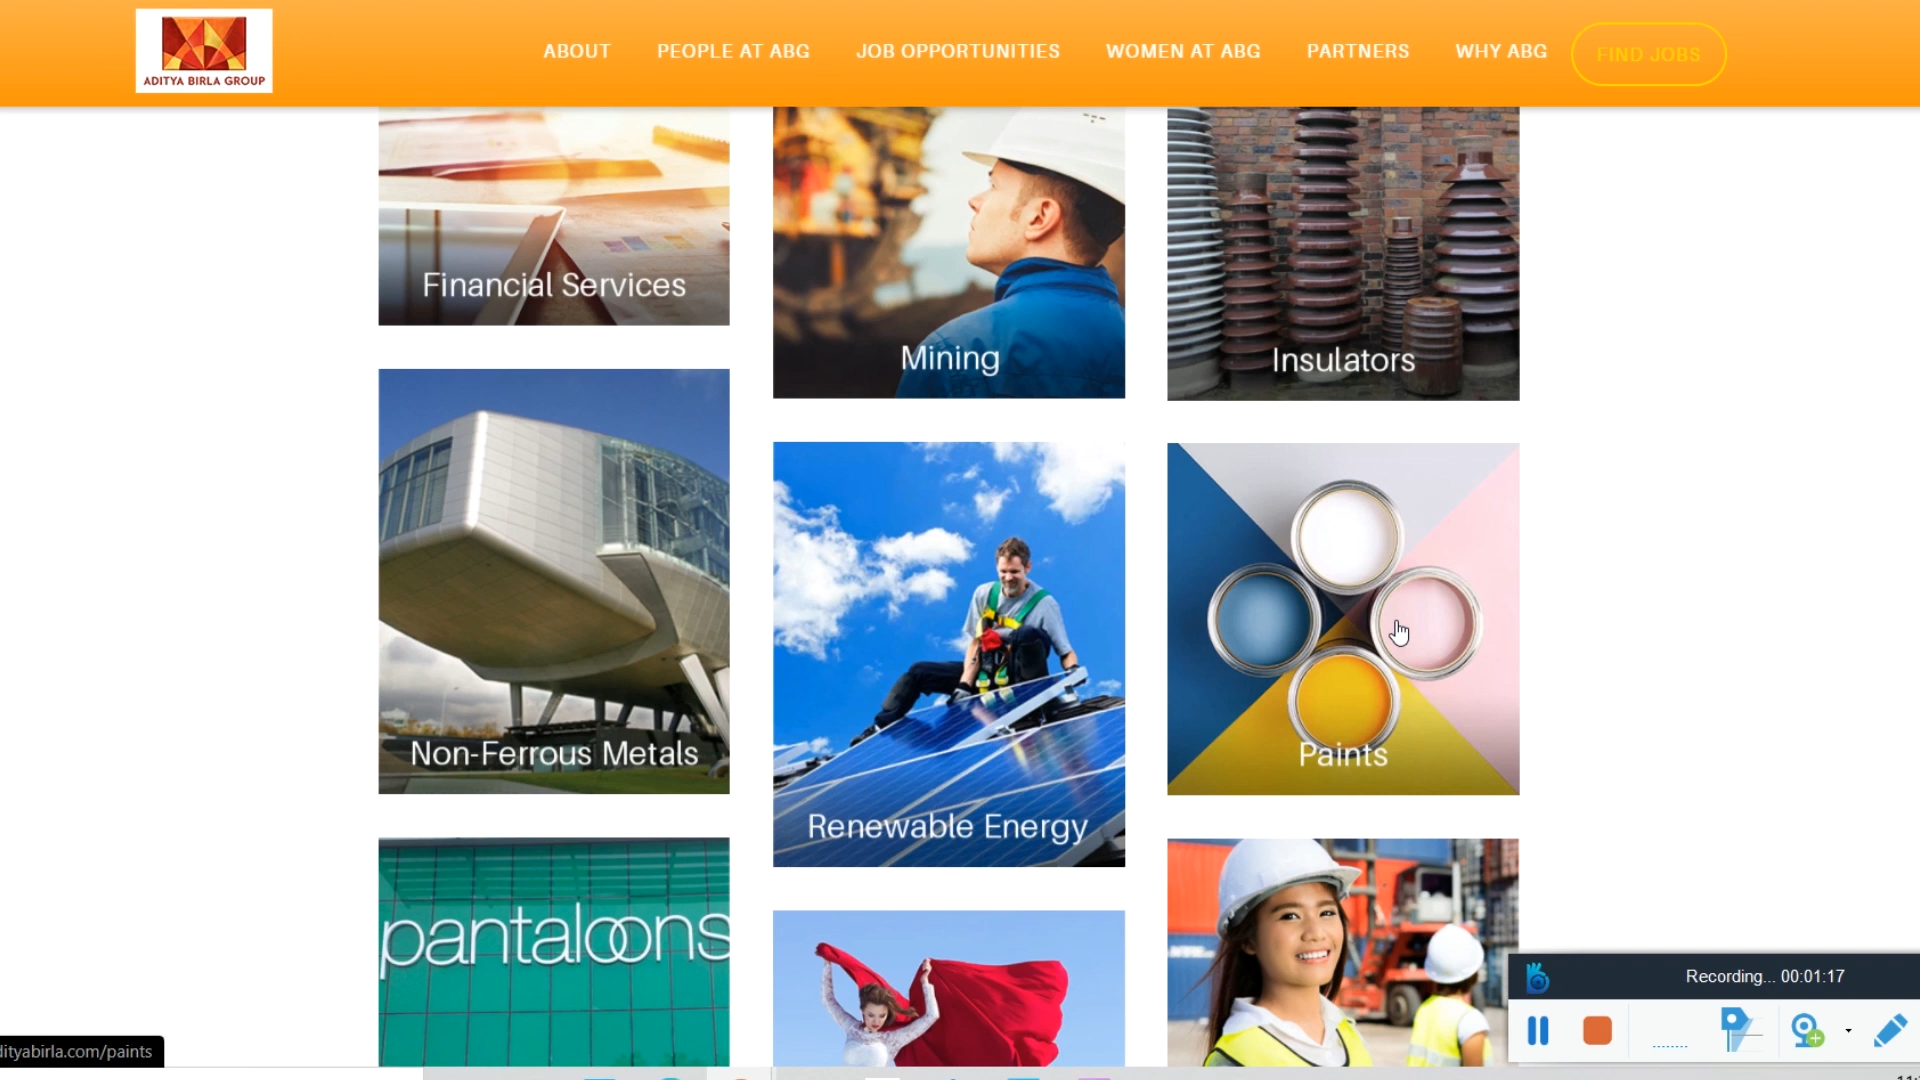 ADITYA BIRLA GROUP
ABOUT
PEOPLE AT ABG
JOB OPPORTUNITIES
WOMEN AT ABG
PARTNERS
WHY ABG
FIND JOBS
Financial Services
Mining
Insulators
Non-Ferrous Metals
Renewable Energy
Paints
pantaloons
Recording... 00:01:17
dityabirla.com/paints